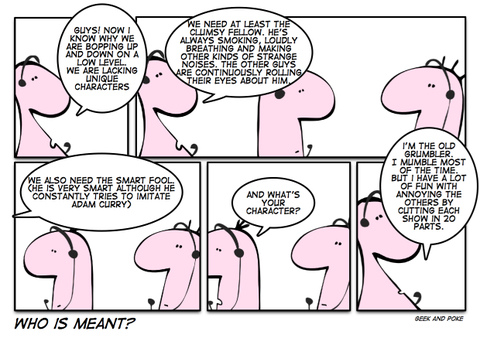 GUYS! NOW I
KNOW WHY WE
ARE BOPPING UP
AND DOWN ON A
LOW LEVEL.
WE ARE LACKING
UNIQUE
CHARACTERS
WE NEED AT LEAST THE
CLUMSY FELLOW. HE'S
ALWAYS SMOKING, LOUDLY
BREATHING AND MAKING
OTHER KINDS OF STRANGE
NOISES. THE OTHER GUYS
ARE CONTINUOUSLY ROLLING
THEIR EYES ABOUT HIM.
WE ALSO NEED THE SMART FOOL.
(HE IS VERY SMART ALTHOUGH HE
CONSTANTLY TRIES TO IMITATE
ADAM CURRY)
AND WHAT'S
YOUR
CHARACTER?
I'M THE OLD
GRUMBLER.
I MUMBLE MOST
OF THE TIME.
BUT I HAVE A LOT
OF FUN WITH
ANNOYING THE
OTHERS BY
CUTTING EACH
SHOW IN 20
PARTS.
WHO IS MEANT?
GEEK AND POKE